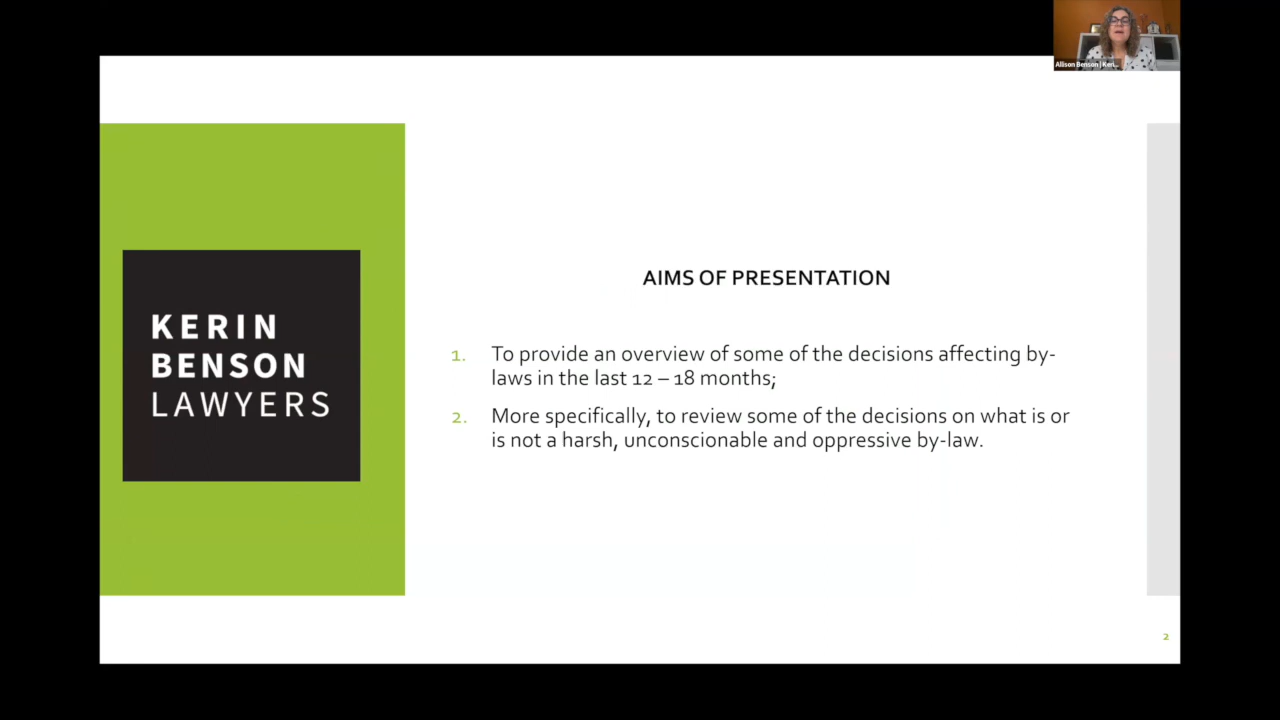 Allison Benson | Keri...
KERIN
BENSON
LAWYERS
AIMS OF PRESENTATION
1. To provide an overview of some of the decisions affecting by-
laws in the last 12 – 18 months;
2. More specifically, to review some of the decisions on what is or
is not a harsh, unconscionable and oppressive by-law.
2